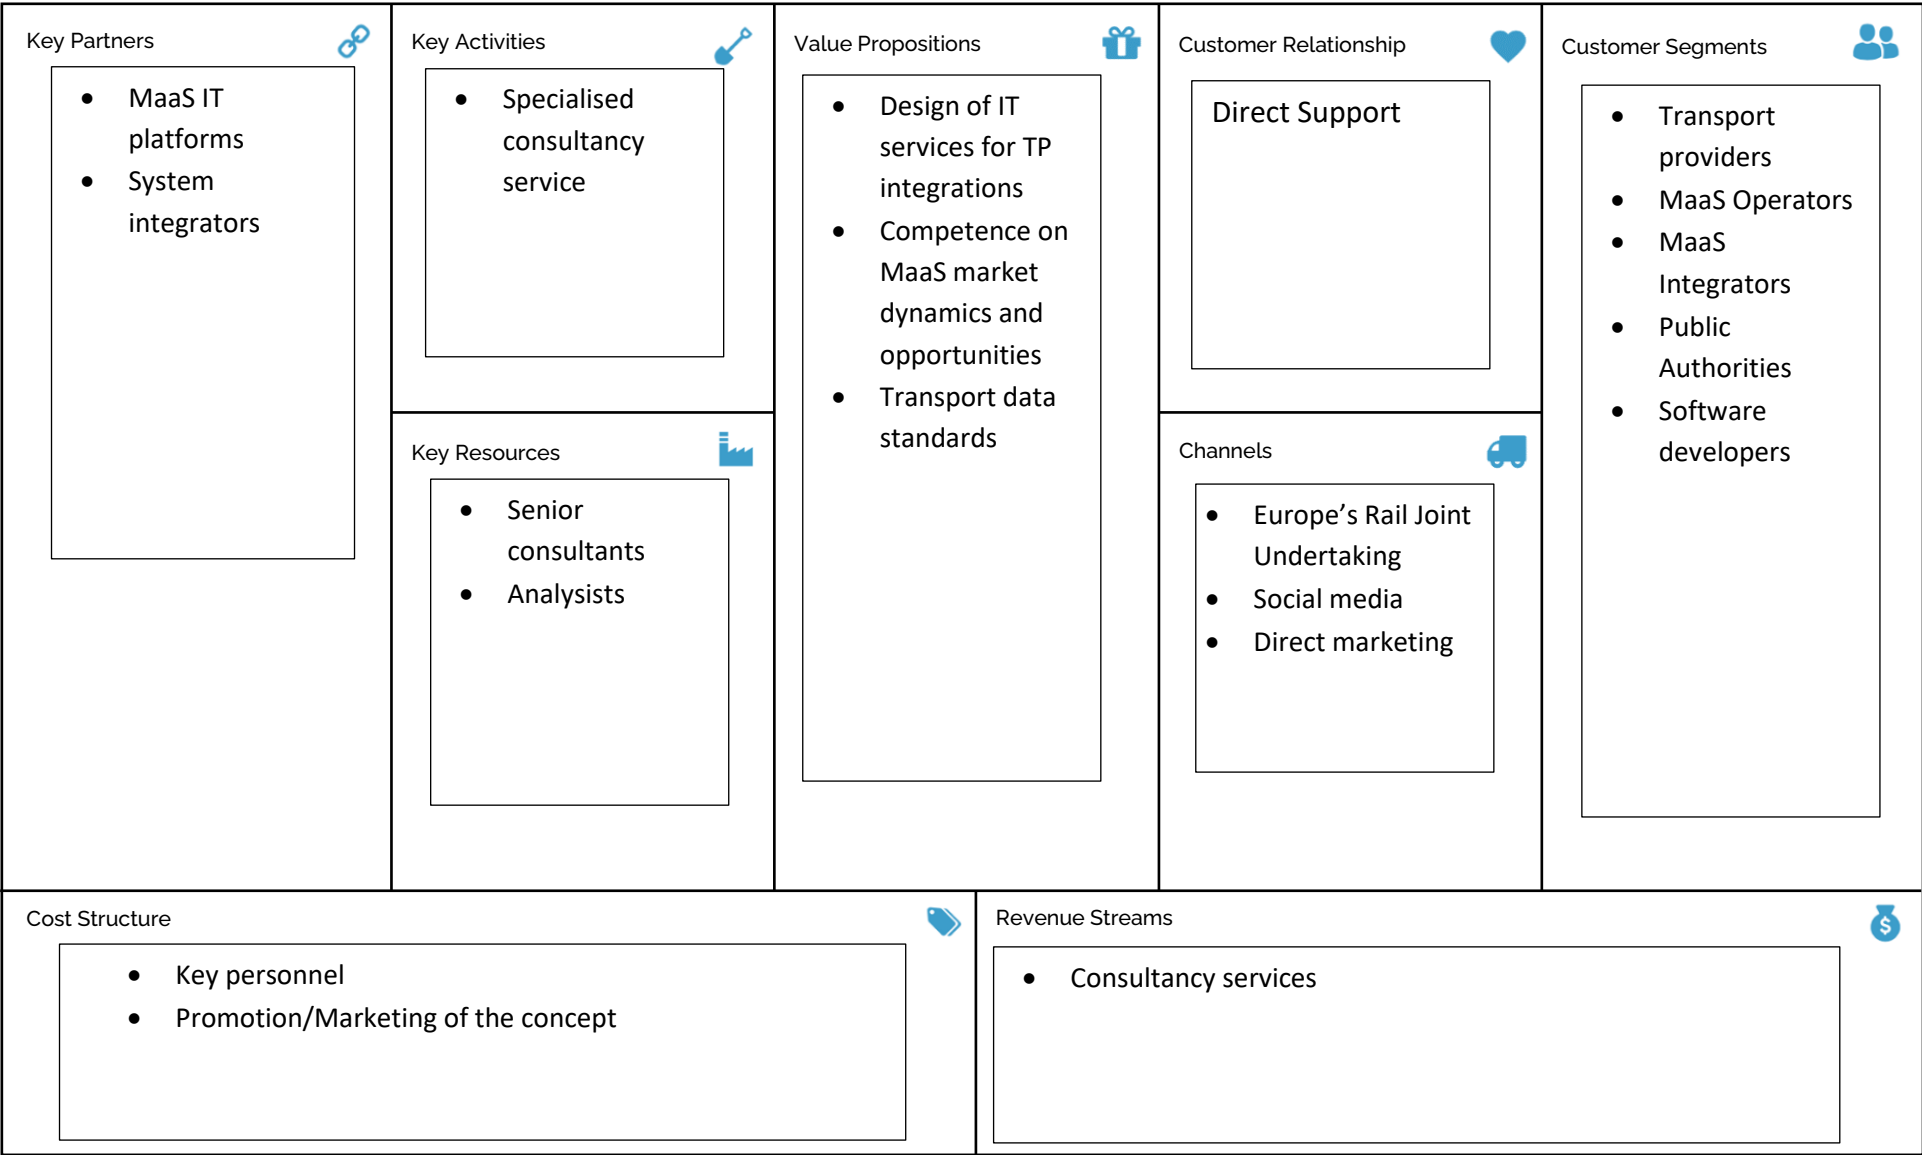 Key Partners
• MaaS IT
platforms
• System
integrators
Key Activities
• Specialised
consultancy
service
Key Resources
• Senior
consultants
• Analysists
Value Propositions
• Design of IT
services for TP
integrations
• Competence on
MaaS market
dynamics and
opportunities
• Transport data
standards
Customer Relationship
Direct Support
Channels
• Europe’s Rail Joint
Undertaking
• Social media
• Direct marketing
Customer Segments
• Transport
providers
• MaaS Operators
• MaaS
Integrators
• Public
Authorities
• Software
developers
Cost Structure
• Key personnel
• Promotion/Marketing of the concept
Revenue Streams
$
• Consultancy services